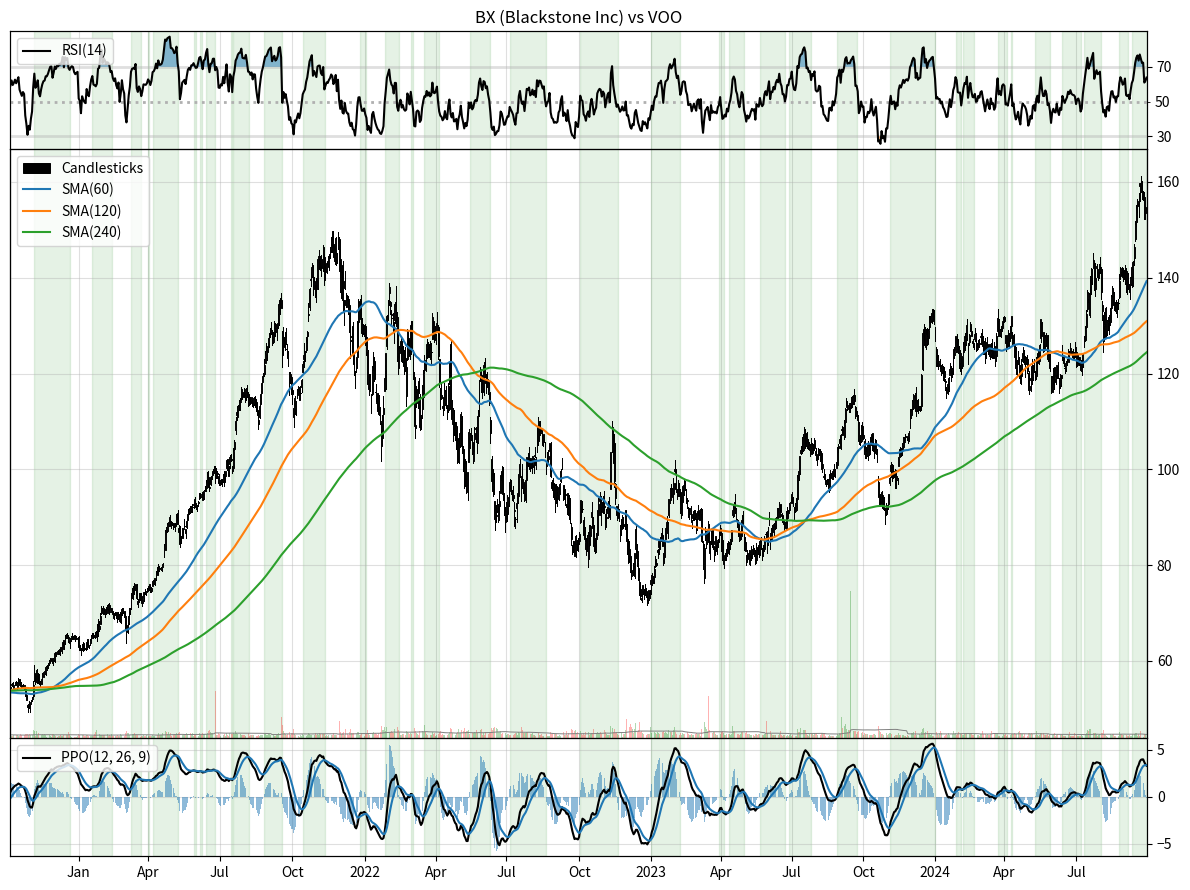 BX (Blackstone Inc) vs VOO
RSI(14)
70
50
30
Candlesticks
SMA(60)
SMA(120)
SMA(240)
160
140
120
100
80
60
PPO(12, 26, 9)
5
0
−5
Jan Apr Jul Oct 2022 Apr Jul Oct 2023 Apr Jul Oct 2024 Apr Jul